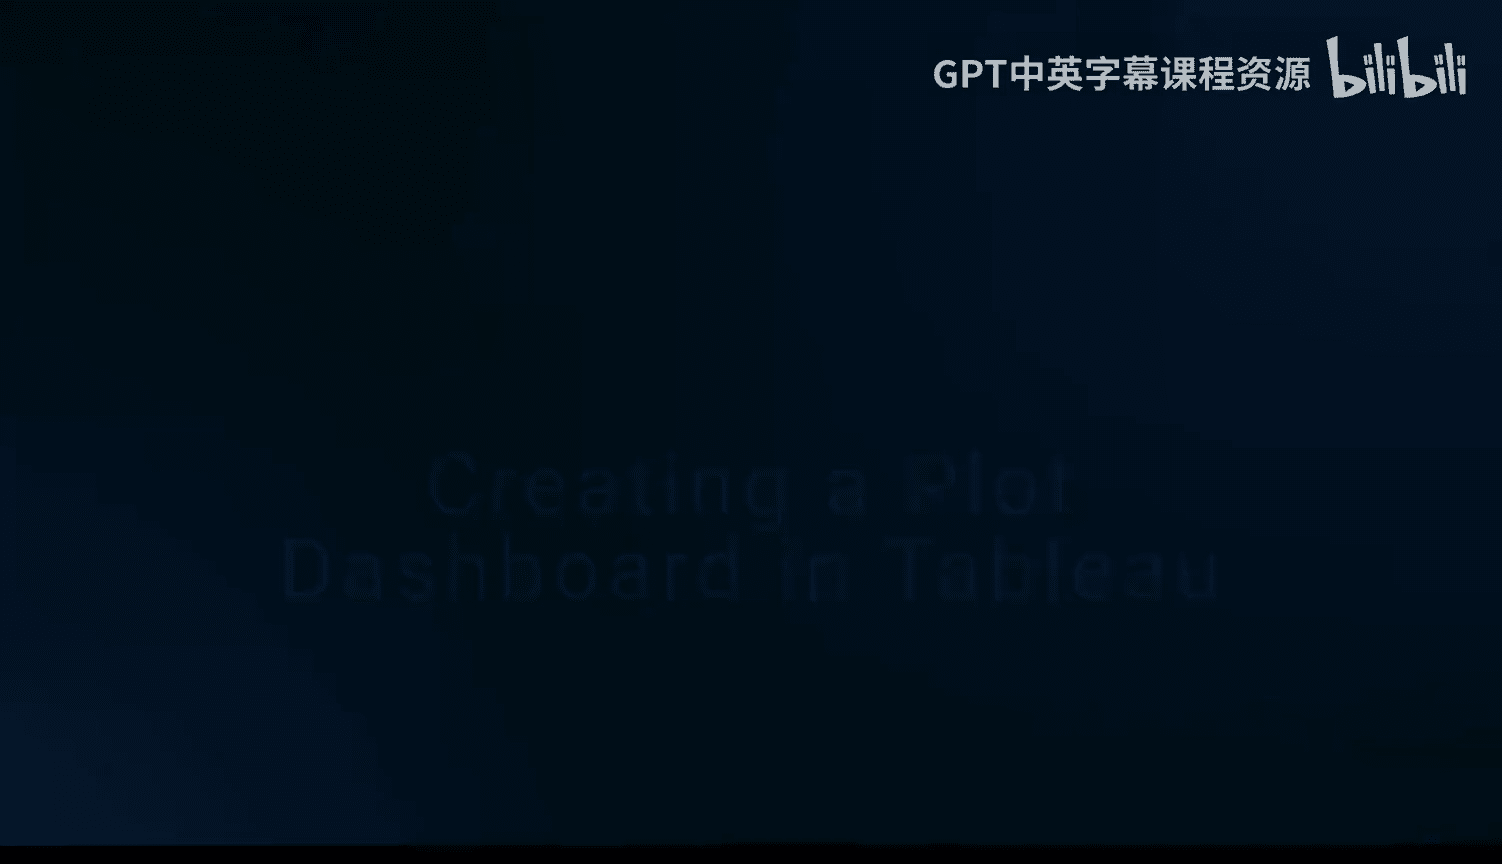 GPT中英字幕课程资源 bilibili
Creating a Plot
Dashboard in Tableau